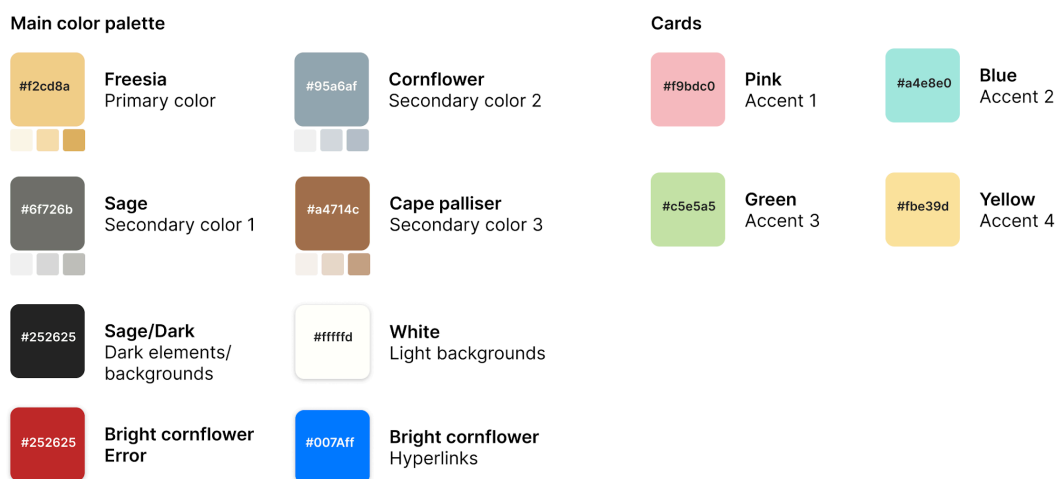 Main color palette
#f2cd8a
Freesia
Primary color
#95a6af
Cornflower
Secondary color 2
#6f726b
Sage
Secondary color 1
#a4714c
Cape palliser
Secondary color 3
#252625
Sage/Dark
Dark elements/
backgrounds
#fffffd
White
Light backgrounds
#252625
Bright cornflower
Error
#007Aff
Bright cornflower
Hyperlinks
Cards
#f9bdc0
Pink
Accent 1
#a4e8e0
Blue
Accent 2
#c5e5a5
Green
Accent 3
#fbe39d
Yellow
Accent 4